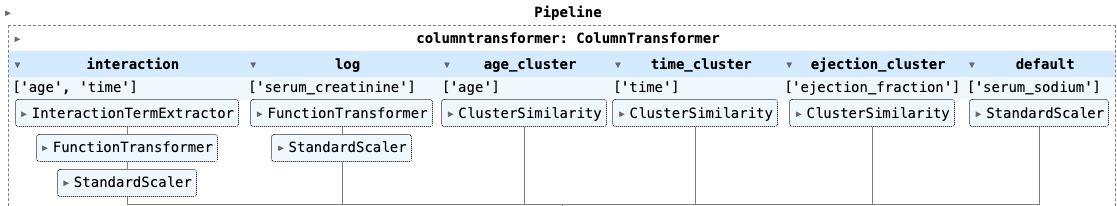 Pipeline
columntransformer: ColumnTransformer
interaction log age_cluster time_cluster ejection_cluster default
['age', 'time'] ['serum_creatinine'] ['age'] ['time'] ['ejection_fraction'] ['serum_sodium']
InteractionTermExtractor FunctionTransformer ClusterSimilarity ClusterSimilarity ClusterSimilarity StandardScaler
FunctionTransformer StandardScaler
StandardScaler